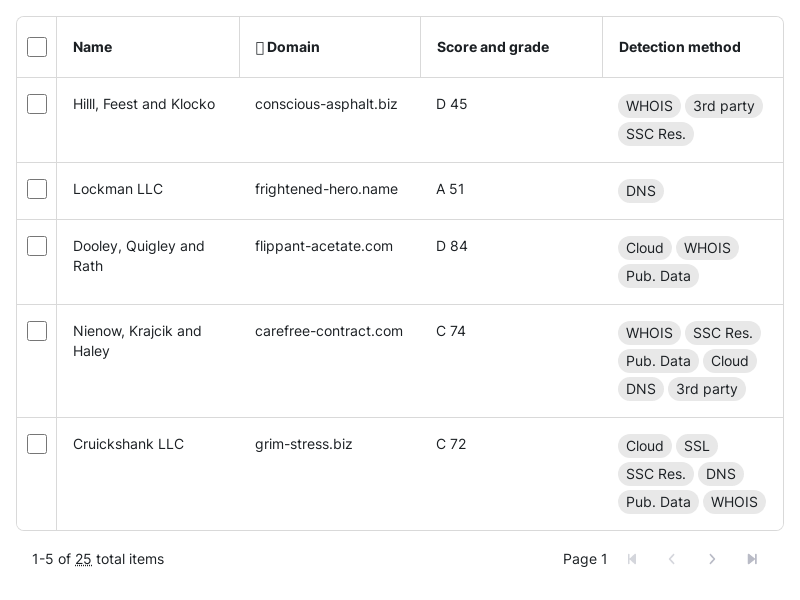 Name Domain Score and grade Detection method
Hilll, Feest and Klocko conscious-asphalt.biz D 45 WHOIS 3rd party
SSC Res.
Lockman LLC frightened-hero.name A 51 DNS
Dooley, Quigley and flippant-acetate.com D 84 Cloud WHOIS
Rath Pub. Data
Nienow, Krajcik and carefree-contract.com C 74 WHOIS SSC Res.
Haley Pub. Data Cloud
DNS 3rd party
Cruickshank LLC grim-stress.biz C 72 Cloud SSL
SSC Res. DNS
Pub. Data WHOIS
1-5 of 25 total items Page 1